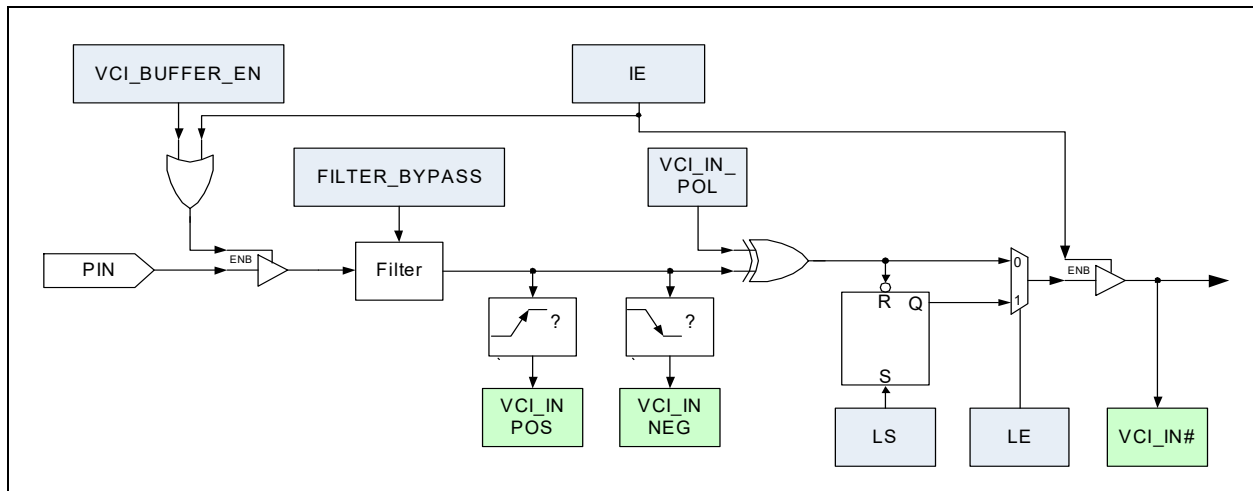 VCI_BUFFER_EN
IE
FILTER_BYPASS
VCI_IN_
POL
PIN
ENB
Filter
0
1
ENB
R
Q
S
?
?
VCI_IN
POS
VCI_IN
NEG
LS
LE
VCI_IN#